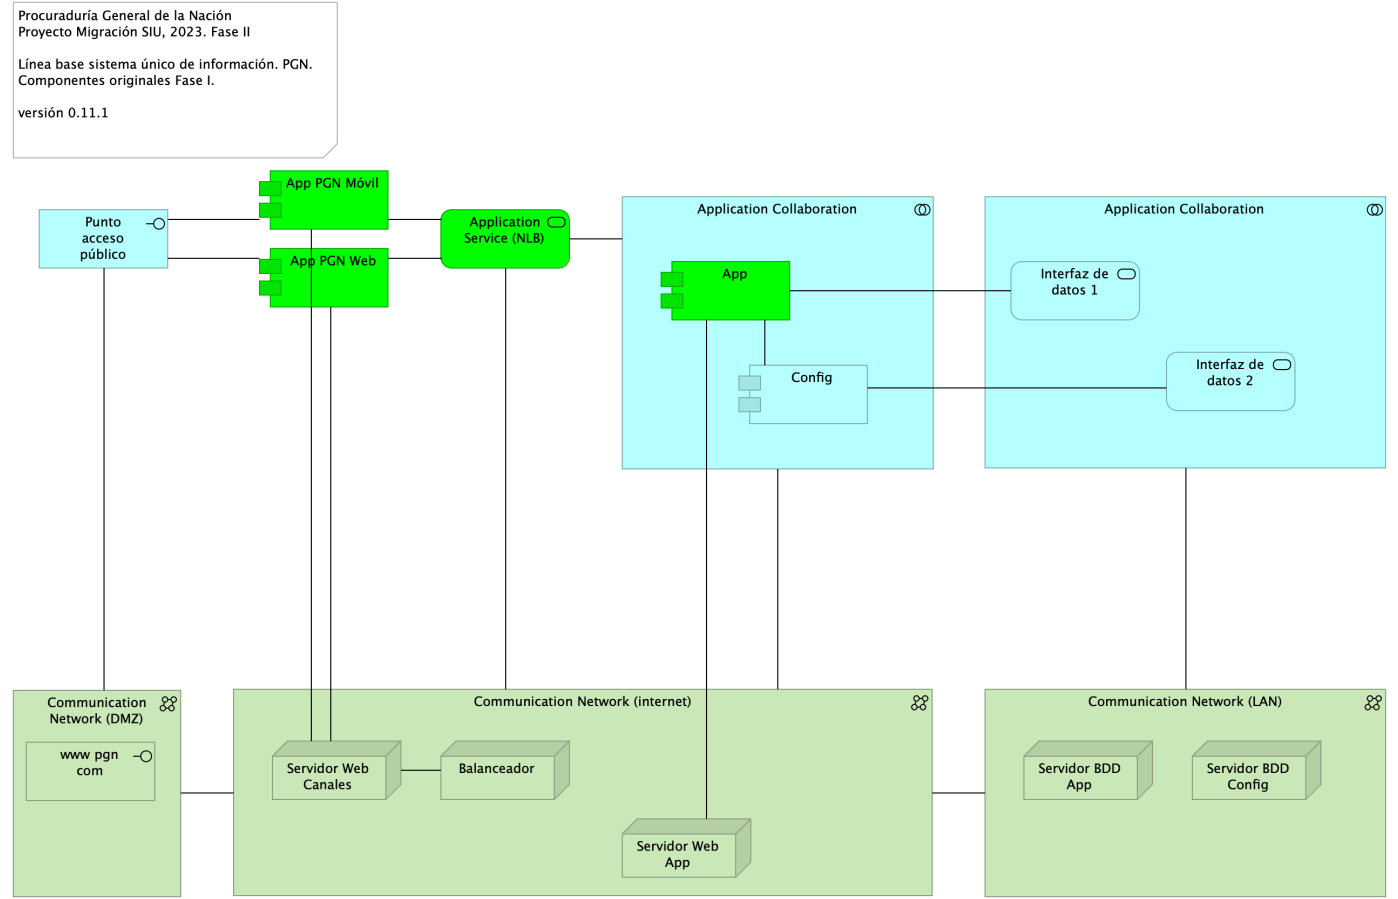 Procuraduría General de la Nación
Proyecto Migración SIU, 2023. Fase II
Línea base sistema único de información. PGN.
Componentes originales Fase I.
versión 0.11.1
Punto
acceso
público
App PGN Móvil
App PGN Web
Application
Service (NLB)
Application Collaboration
App
Config
Application Collaboration
Interfaz de
datos 1
Interfaz de
datos 2
Communication
Network (DMZ)
www pgn
com
Communication Network (internet)
Servidor Web
Canales
Balanceador
Servidor Web
App
Communication Network (LAN)
Servidor BDD
App
Servidor BDD
Config